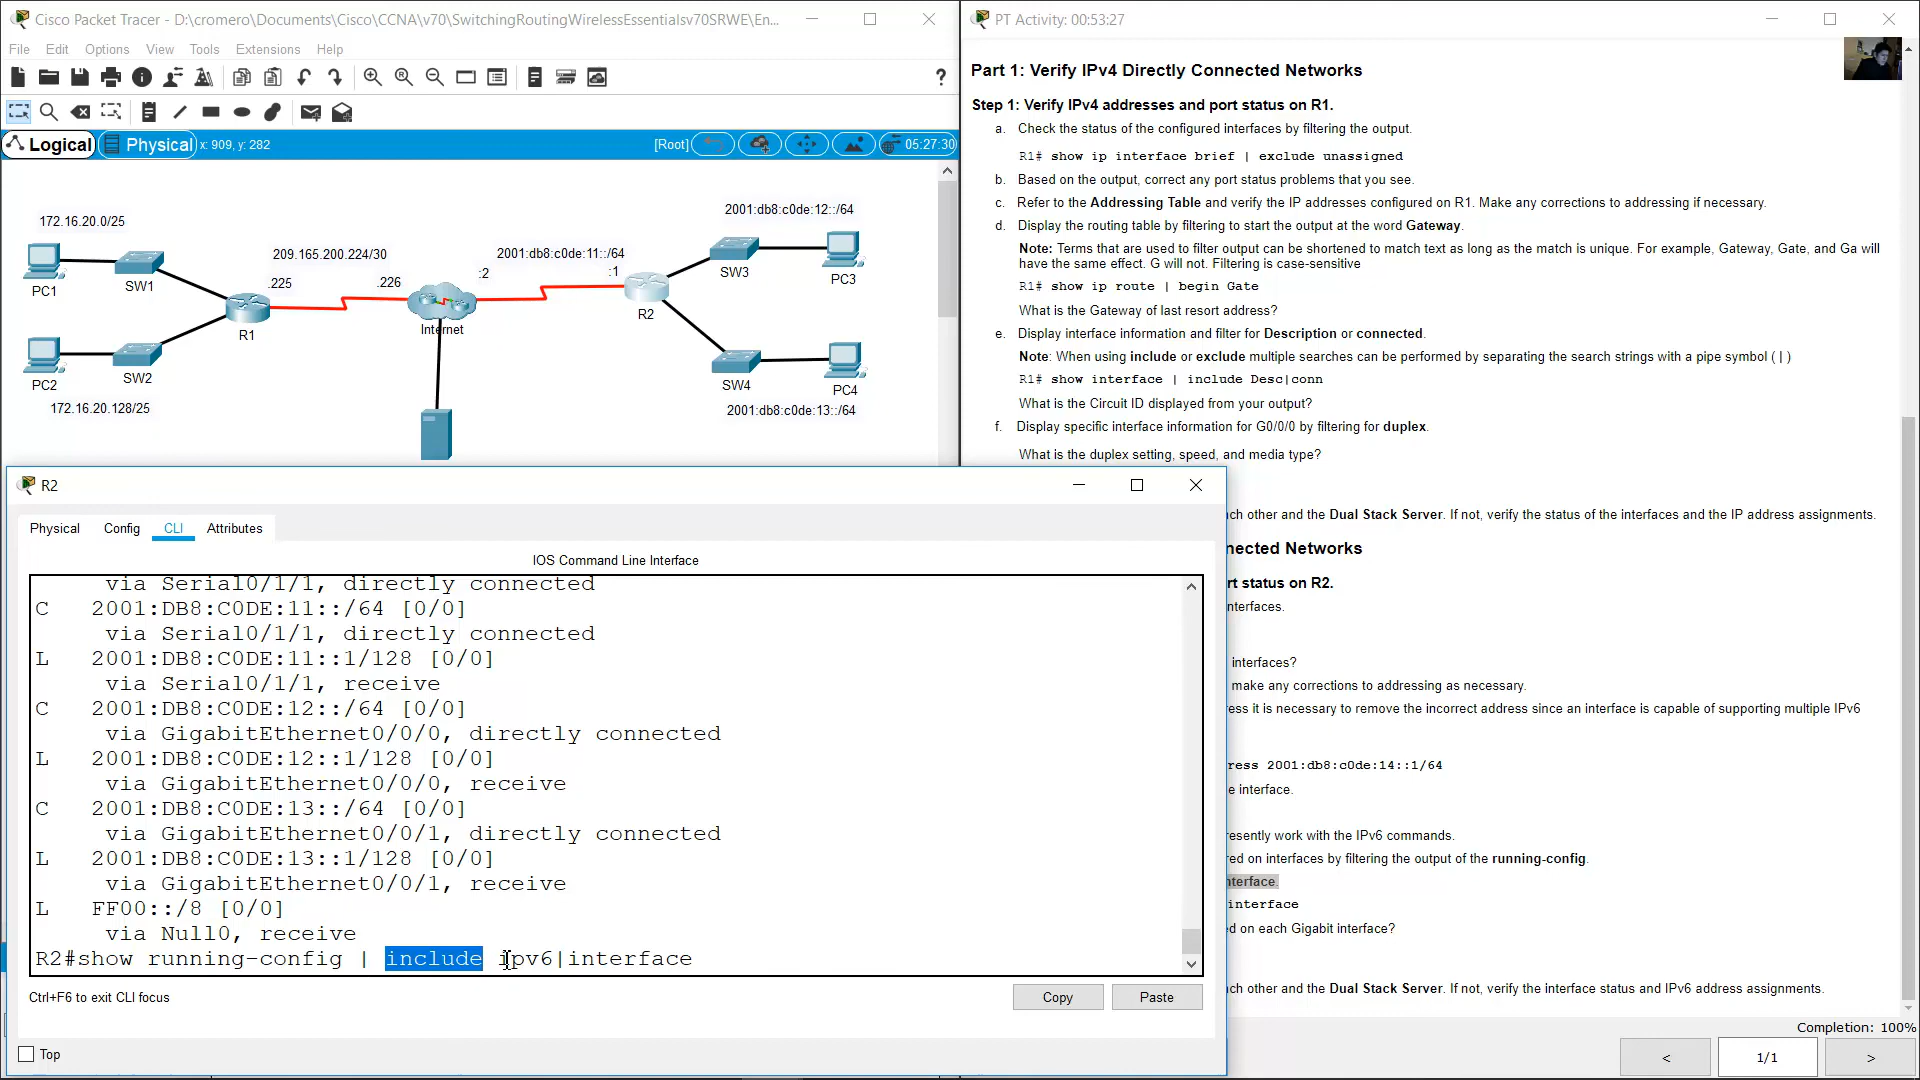 Cisco Packet Tracer - D:\cromero\Documents\Cisco\CCNA\v70\SwitchingRoutingWirelessEssentialsv70SRWE\En...
File Edit Options View Tools Extensions Help
Logical
Physical
x: 909, y: 282
[Root]
05:27:30
172.16.20.0/25
PC1
SW1
209.165.200.224/30
.225
.226
R1
PC2
SW2
172.16.20.128/25
Internet
2001:db8:c0de:11::/64
:2
:1
R2
2001:db8:c0de:12::/64
SW3
PC3
SW4
PC4
2001:db8:c0de:13::/64
PT Activity: 00:53:27
Part 1: Verify IPv4 Directly Connected Networks
Step 1: Verify IPv4 addresses and port status on R1.
a. Check the status of the configured interfaces by filtering the output.
R1# show ip interface brief | exclude unassigned
b. Based on the output, correct any port status problems that you see.
c. Refer to the Addressing Table and verify the IP addresses configured on R1. Make any corrections to addressing if necessary.
d. Display the routing table by filtering to start the output at the word Gateway.
Note: Terms that are used to filter output can be shortened to match text as long as the match is unique. For example, Gateway, Gate, and Ga will
have the same effect. G will not. Filtering is case-sensitive
R1# show ip route | begin Gate
What is the Gateway of last resort address?
e. Display interface information and filter for Description or connected.
Note: When using include or exclude multiple searches can be performed by separating the search strings with a pipe symbol ( | )
R1# show interface | include Desc|conn
What is the Circuit ID displayed from your output?
f. Display specific interface information for G0/0/0 by filtering for duplex.
What is the duplex setting, speed, and media type?
ch other and the Dual Stack Server. If not, verify the status of the interfaces and the IP address assignments.
nected Networks
rt status on R2.
nterfaces.
interfaces?
make any corrections to addressing as necessary.
ess it is necessary to remove the incorrect address since an interface is capable of supporting multiple IPv6
ress 2001:db8:c0de:14::1/64
e interface.
resently work with the IPv6 commands.
ed on interfaces by filtering the output of the running-config.
nterface.
interface
ed on each Gigabit interface?
ch other and the Dual Stack Server. If not, verify the interface status and IPv6 address assignments.
Completion: 100%
< 1/1 >
R2
Physical Config CLI Attributes
IOS Command Line Interface
via Serial0/1/1, directly connected
C 2001:DB8:C0DE:11::/64 [0/0]
via Serial0/1/1, directly connected
L 2001:DB8:C0DE:11::1/128 [0/0]
via Serial0/1/1, receive
C 2001:DB8:C0DE:12::/64 [0/0]
via GigabitEthernet0/0/0, directly connected
L 2001:DB8:C0DE:12::1/128 [0/0]
via GigabitEthernet0/0/0, receive
C 2001:DB8:C0DE:13::/64 [0/0]
via GigabitEthernet0/0/1, directly connected
L 2001:DB8:C0DE:13::1/128 [0/0]
via GigabitEthernet0/0/1, receive
L FF00::/8 [0/0]
via Null0, receive
R2#show running-config | include ipv6|interface
Ctrl+F6 to exit CLI focus
Copy
Paste
Top